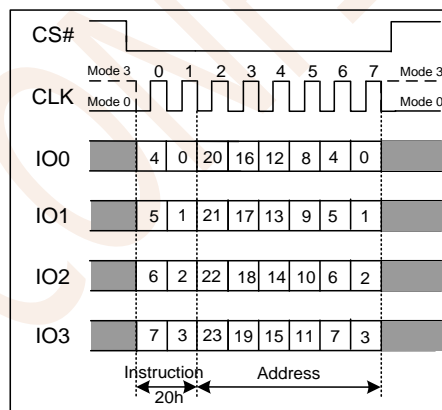 CS#
Mode 3 0 1 2 3 4 5 6 7 Mode 3
CLK Mode 0 Mode 0
IO0 4 0 20 16 12 8 4 0
IO1 5 1 21 17 13 9 5 1
IO2 6 2 22 18 14 10 6 2
IO3 7 3 23 19 15 11 7 3
Instruction Address
20h